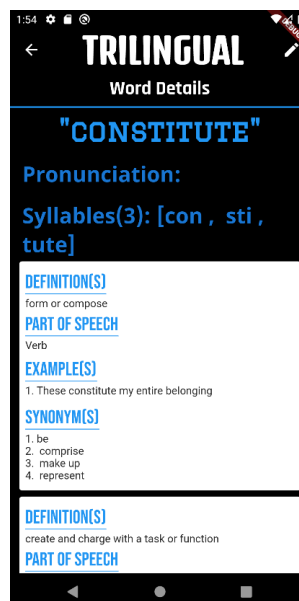 1:54
TRILINGUAL
Word Details
"CONSTITUTE"
Pronunciation:
Syllables(3): [con , sti ,
tute]
DEFINITION(S)
form or compose
PART OF SPEECH
Verb
EXAMPLE(S)
1. These constitute my entire belonging
SYNONYM(S)
1. be
2. comprise
3. make up
4. represent
DEFINITION(S)
create and charge with a task or function
PART OF SPEECH